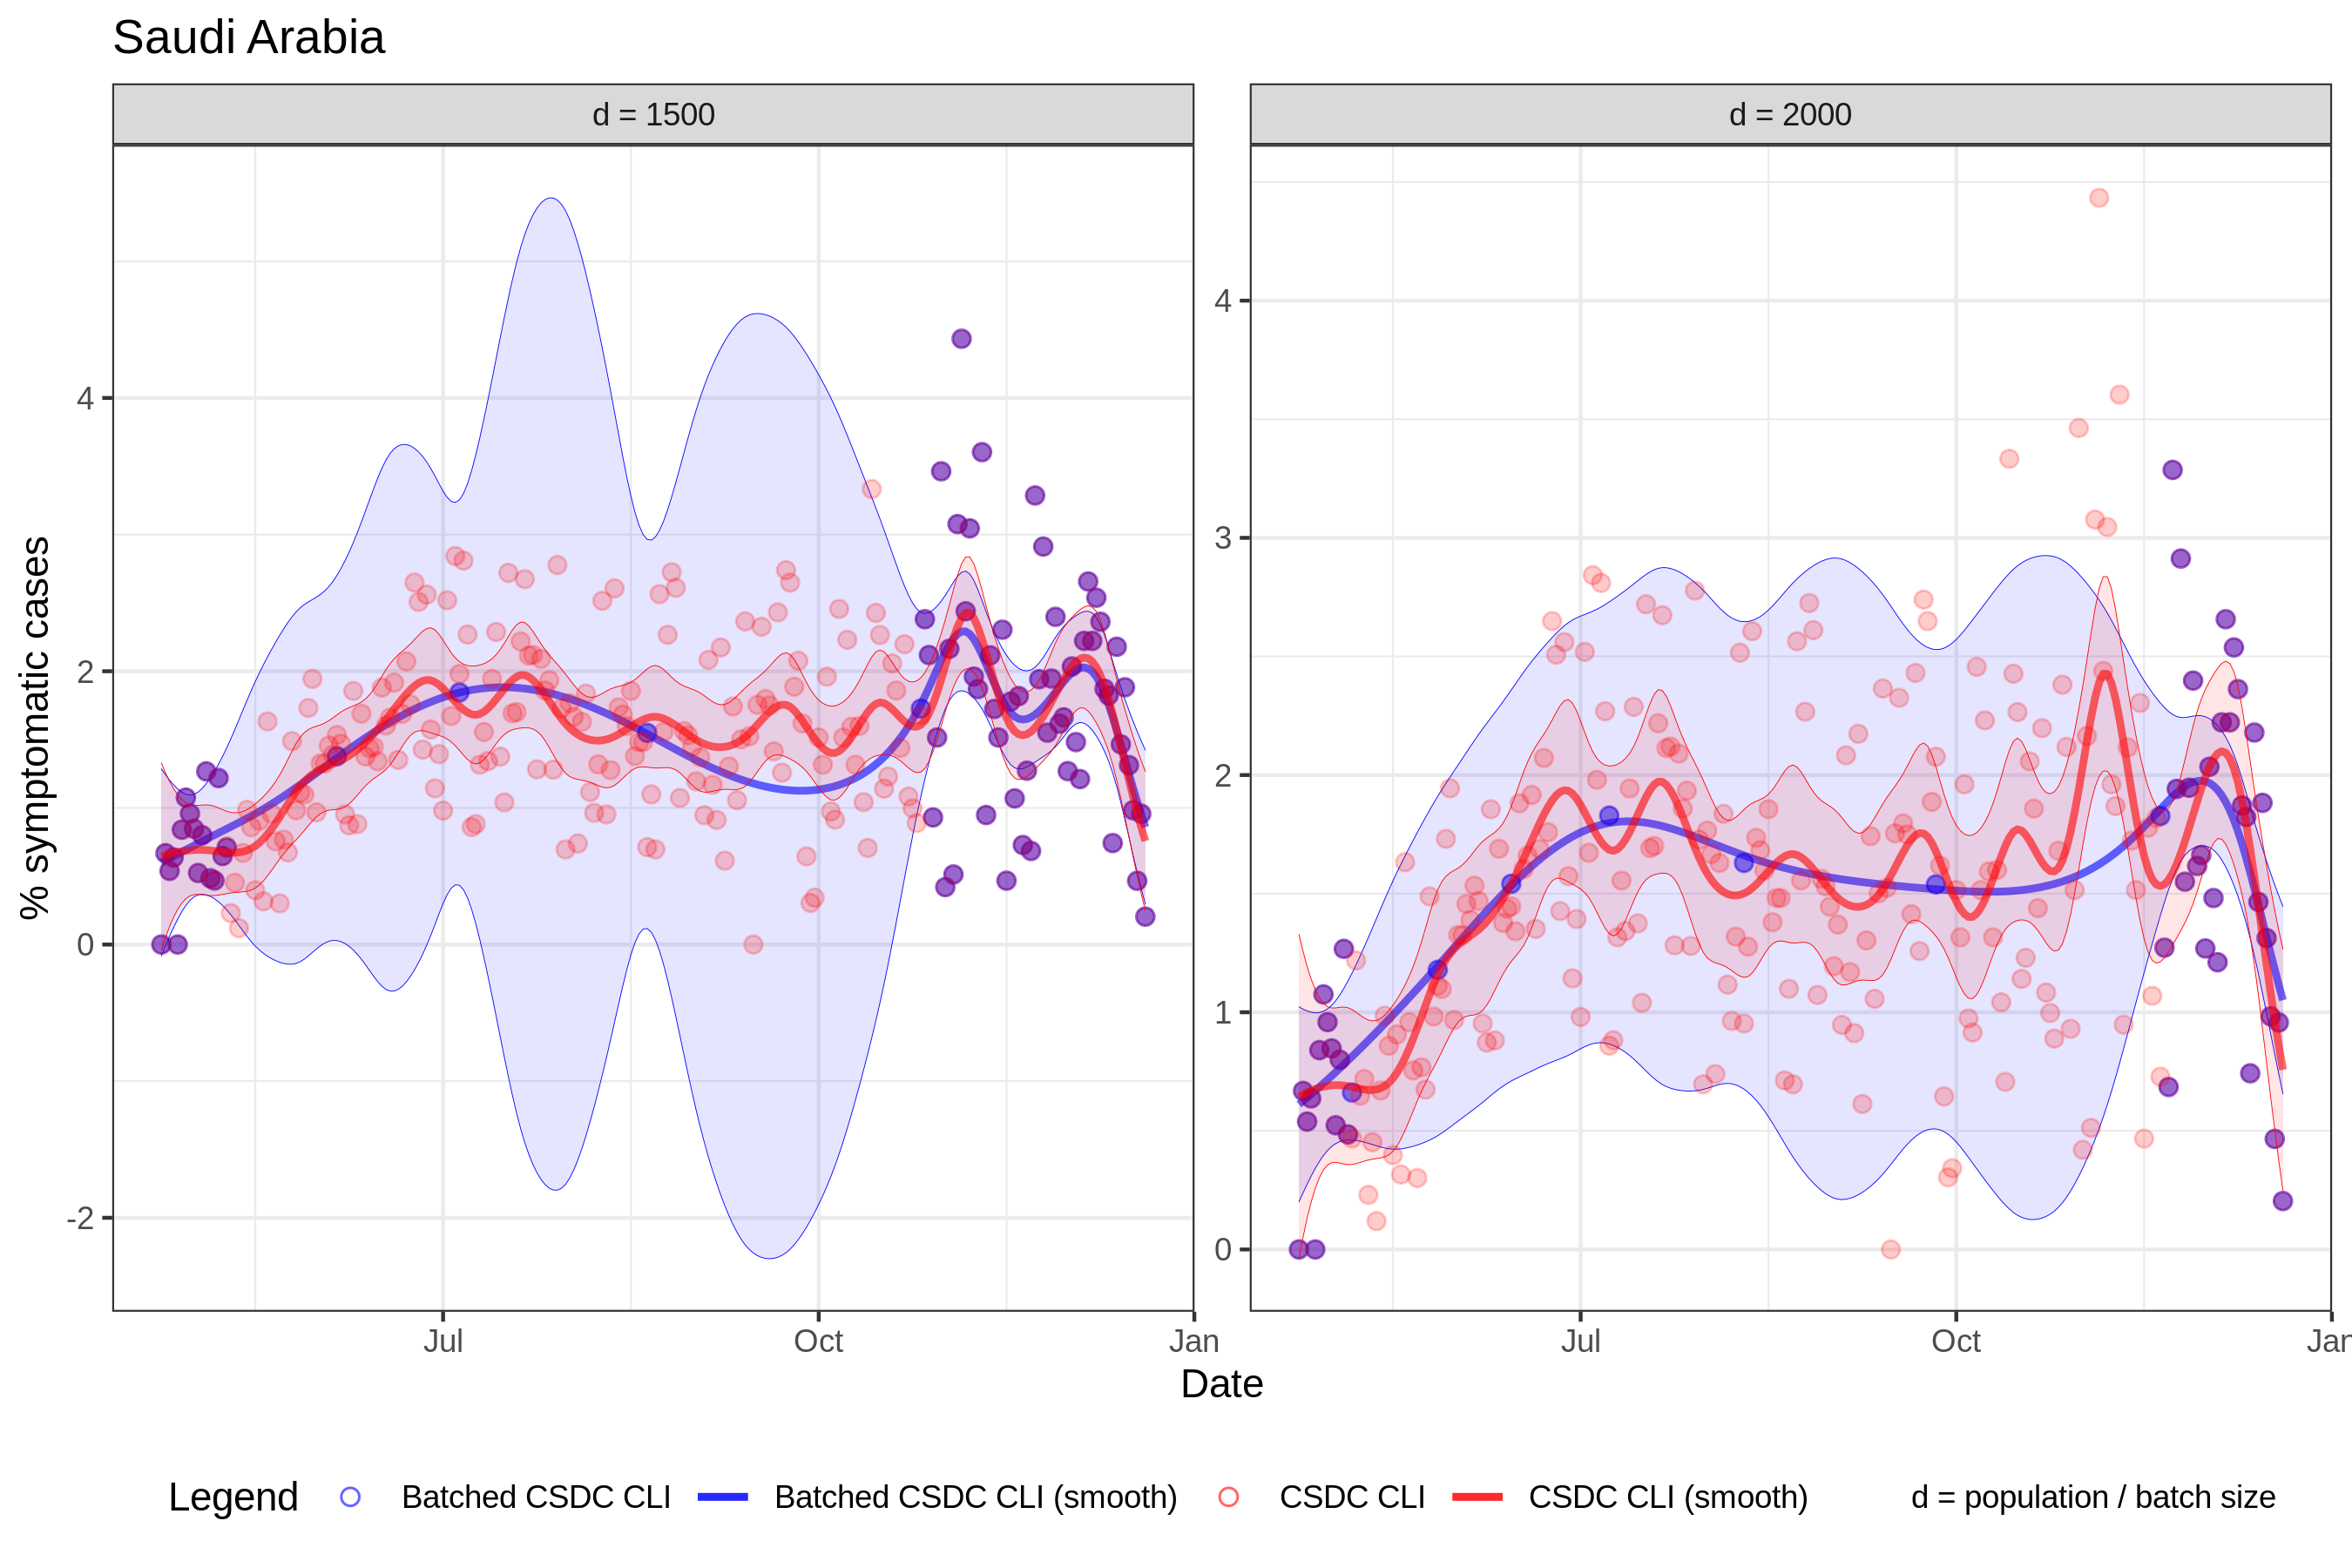 Saudi Arabia
d = 1500
d = 2000
% symptomatic cases
4
2
0
-2
4
3
2
1
0
Jul
Oct
Jan
Jul
Oct
Jan
Date
Legend
Batched CSDC CLI
Batched CSDC CLI (smooth)
CSDC CLI
CSDC CLI (smooth)
d = population / batch size